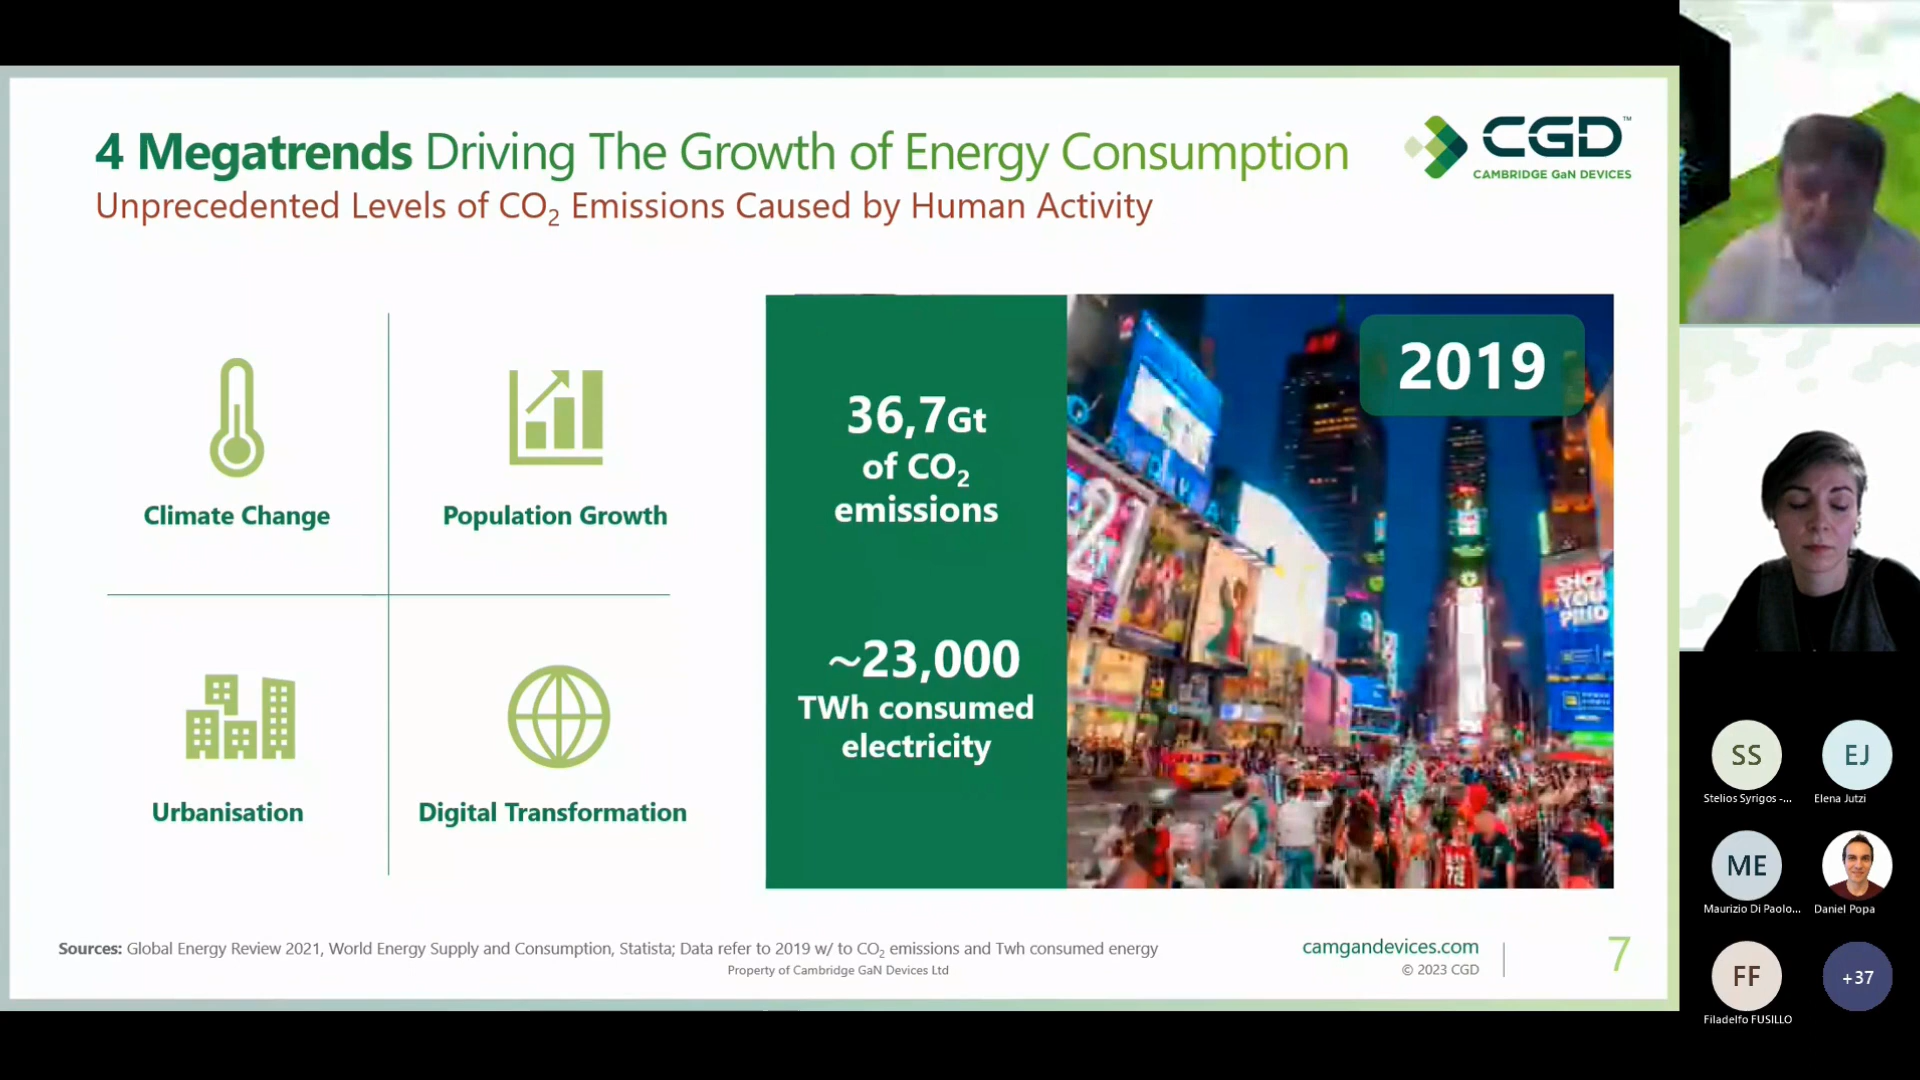 4 Megatrends Driving The Growth of Energy Consumption
Unprecedented Levels of CO₂ Emissions Caused by Human Activity
CGD™
CAMBRIDGE GaN DEVICES
Climate Change
Population Growth
Urbanisation
Digital Transformation
36,7Gt
of CO₂
emissions
~23,000
TWh consumed
electricity
2019
SHOT
YOU
Sources: Global Energy Review 2021, World Energy Supply and Consumption, Statista; Data refer to 2019 w/ to CO₂ emissions and Twh consumed energy
Property of Cambridge GaN Devices Ltd
camgandevices.com
© 2023 CGD
7
SS
Stelios Syrigos -...
EJ
Elena Jutzi
ME
Maurizio Di Paolo...
Daniel Popa
FF
Filadelfo FUSILLO
+37